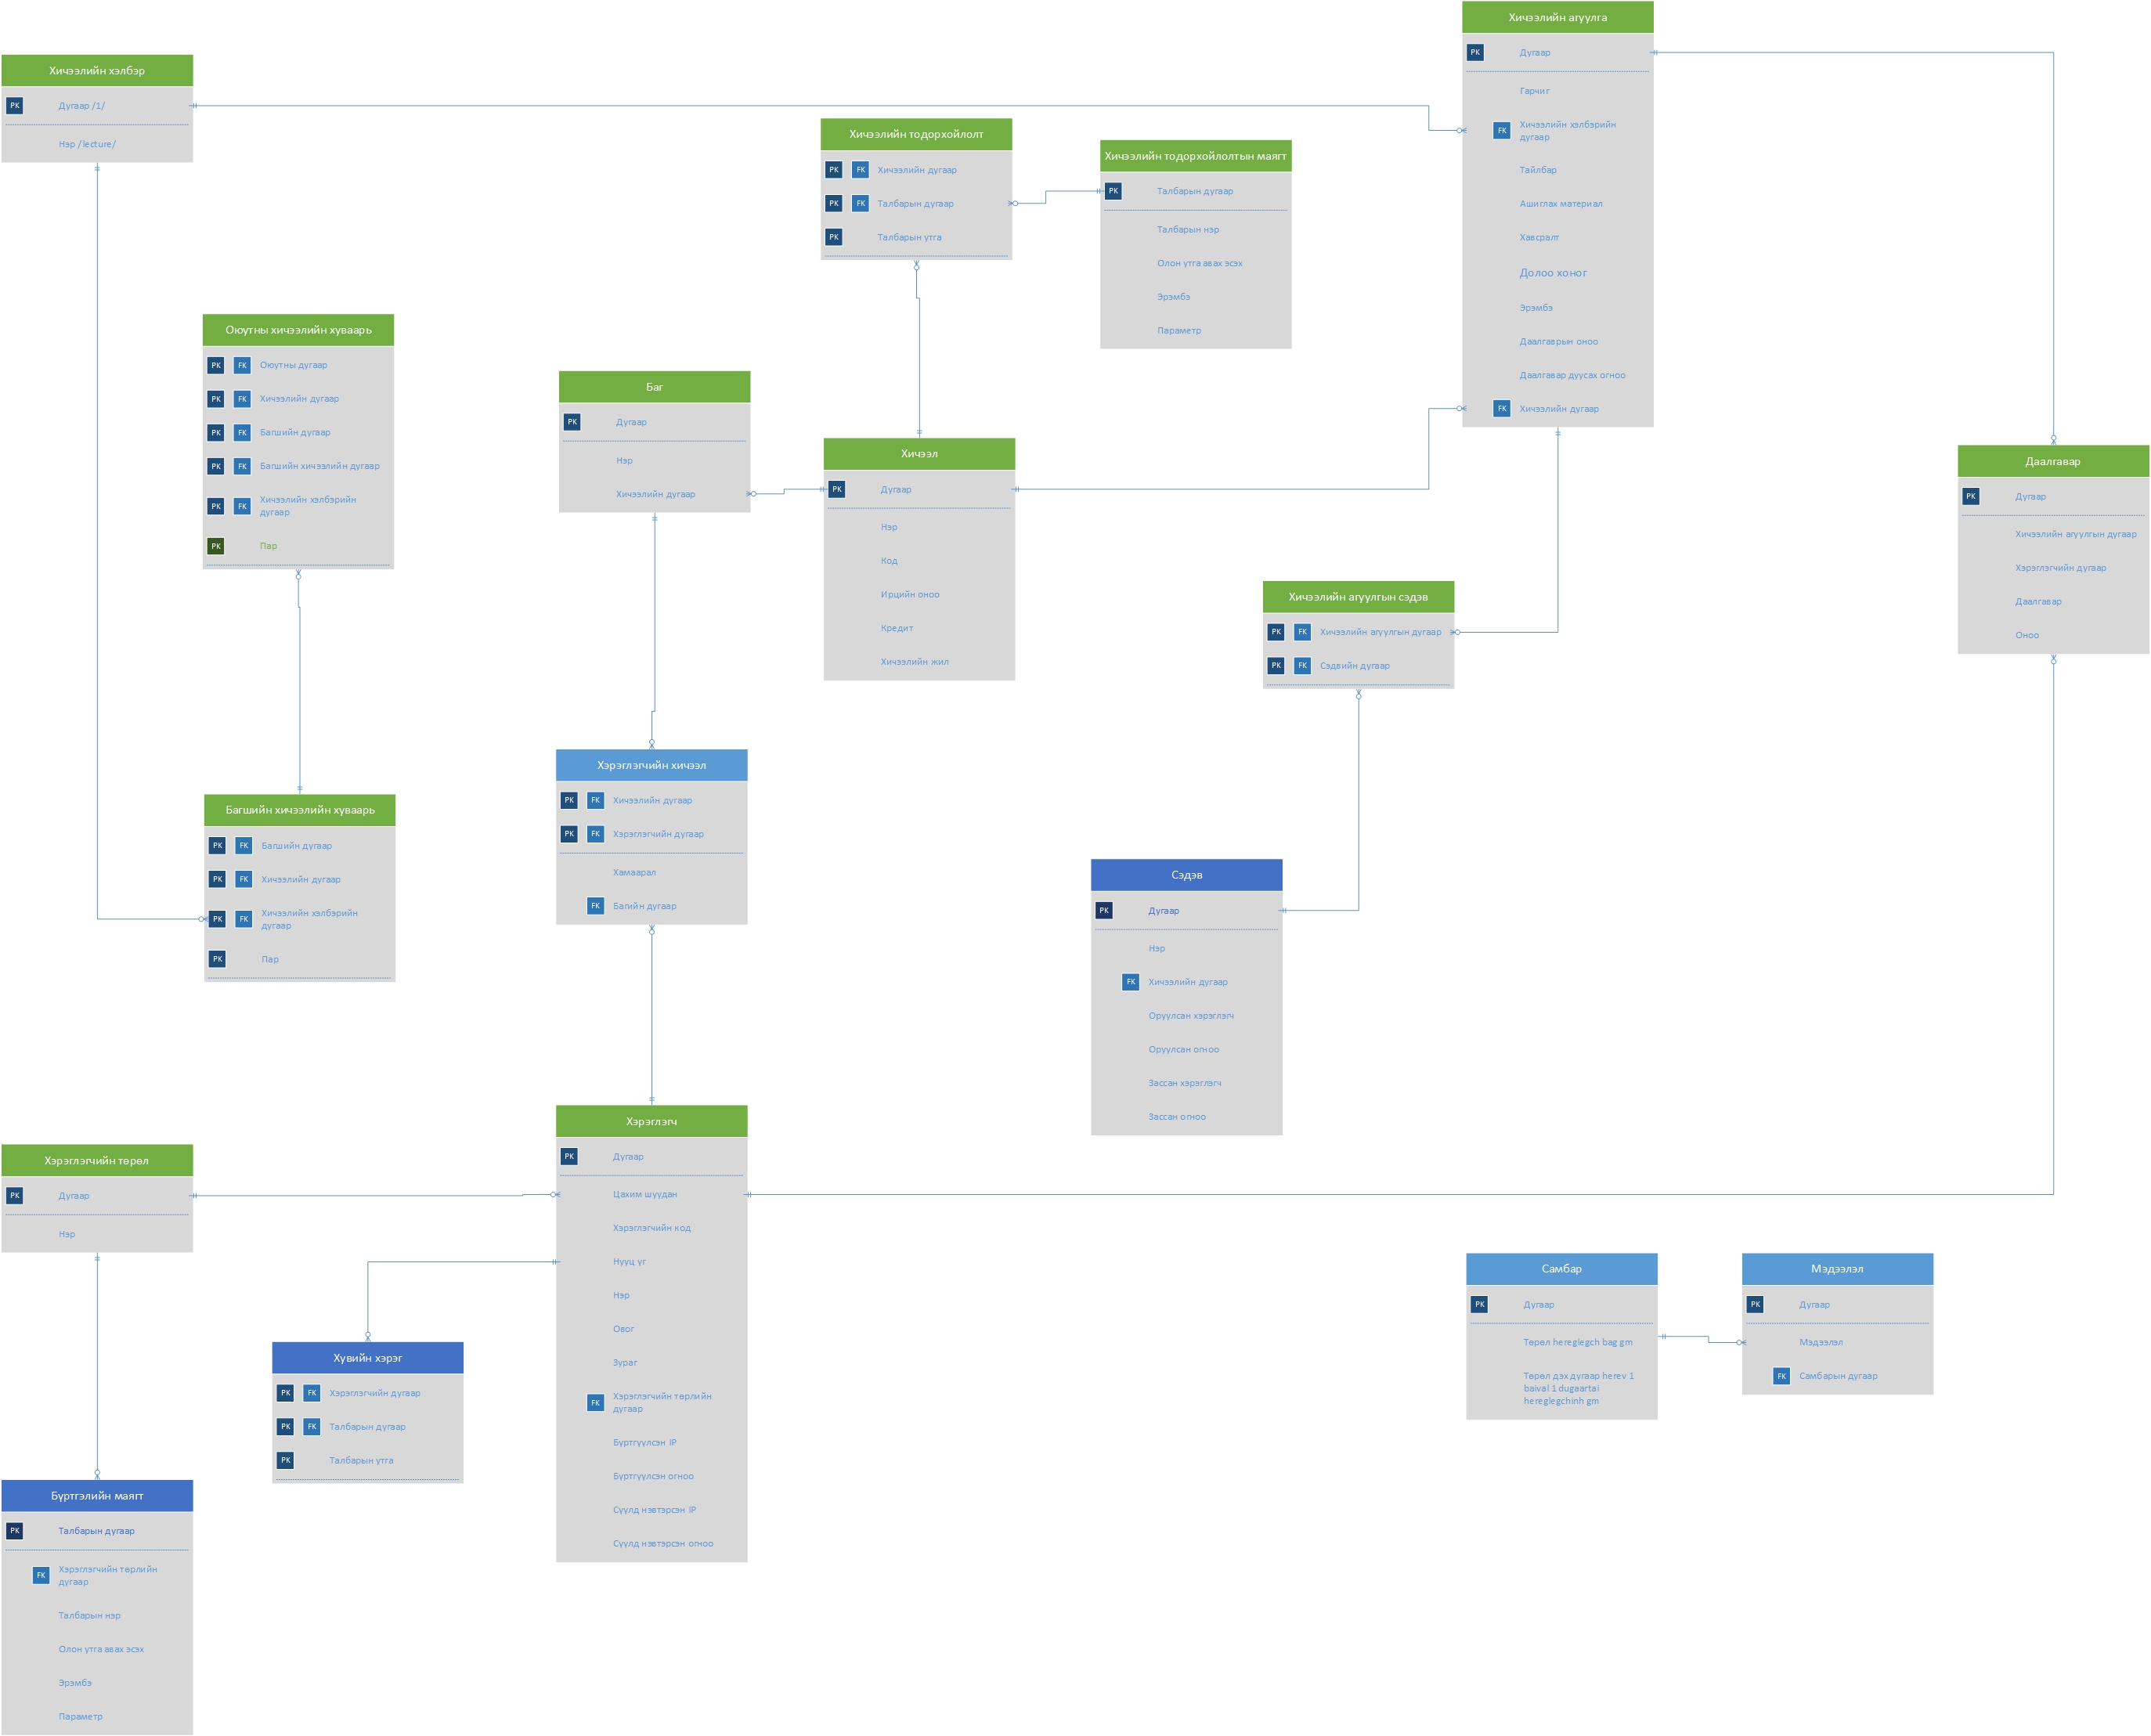 Хичээлийн хэлбэр
PK Дугаар /1/
Нэр /lecture/
Оюутны хичээлийн хуваарь
PK FK Оюутны дугаар
PK FK Хичээлийн дугаар
PK FK Багшийн дугаар
PK FK Багшийн хичээлийн дугаар
PK FK Хичээлийн хэлбэрийн
дугаар
PK Пар
Багшийн хичээлийн хуваарь
PK FK Багшийн дугаар
PK FK Хичээлийн дугаар
PK FK Хичээлийн хэлбэрийн
дугаар
PK Пар
Хэрэглэгчийн төрөл
PK Дугаар
Нэр
Бүртгэлийн маягт
PK Талбарын дугаар
FK Хэрэглэгчийн төрлийн
дугаар
Талбарын нэр
Олон утга авах эсэх
Эрэмбэ
Параметр
Хувийн хэрэг
PK FK Хэрэглэгчийн дугаар
PK FK Талбарын дугаар
PK Талбарын утга
Баг
PK Дугаар
Нэр
Хичээлийн дугаар
Хэрэглэгчийн хичээл
PK FK Хичээлийн дугаар
PK FK Хэрэглэгчийн дугаар
Хамаарал
FK Багийн дугаар
Хэрэглэгч
PK Дугаар
Цахим шуудан
Хэрэглэгчийн код
Нууц үг
Нэр
Овог
Зураг
FK Хэрэглэгчийн төрлийн
дугаар
Бүртгүүлсэн IP
Бүртгүүлсэн огноо
Сүүлд нэвтэрсэн IP
Сүүлд нэвтэрсэн огноо
Хичээлийн тодорхойлолт
PK FK Хичээлийн дугаар
PK FK Талбарын дугаар
PK Талбарын утга
Хичээлийн тодорхойлолтын маягт
PK Талбарын дугаар
Талбарын нэр
Олон утга авах эсэх
Эрэмбэ
Параметр
Хичээл
PK Дугаар
Нэр
Код
Ирцийн оноо
Кредит
Хичээлийн жил
Хичээлийн агуулга
PK Дугаар
Гарчиг
FK Хичээлийн хэлбэрийн
дугаар
Тайлбар
Ашиглах материал
Хавсралт
Долоо хоног
Эрэмбэ
Даалгаврын оноо
Даалгавар дуусах огноо
FK Хичээлийн дугаар
Хичээлийн агуулгын сэдэв
PK FK Хичээлийн агуулгын дугаар
PK FK Сэдвийн дугаар
Сэдэв
PK Дугаар
Нэр
FK Хичээлийн дугаар
Оруулсан хэрэглэгч
Оруулсан огноо
Зассан хэрэглэгч
Зассан огноо
Даалгавар
PK Дугаар
Хичээлийн агуулгын дугаар
Хэрэглэгчийн дугаар
Даалгавар
Оноо
Самбар
PK Дугаар
Төрөл hereglegch bag gm
Төрөл дэх дугаар herev 1
baival 1 dugaartai
hereglegchinh gm
Мэдээлэл
PK Дугаар
Мэдээлэл
FK Самбарын дугаар